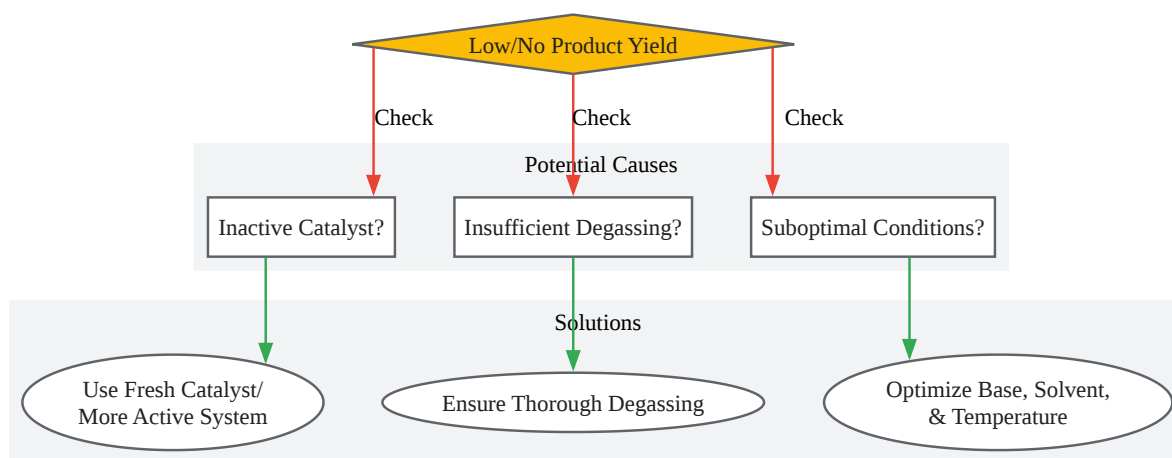 Low/No Product Yield
Check
Check
Check
Potential Causes
Inactive Catalyst?
Insufficient Degassing?
Suboptimal Conditions?
Solutions
Use Fresh Catalyst/
More Active System
Ensure Thorough Degassing
Optimize Base, Solvent,
& Temperature